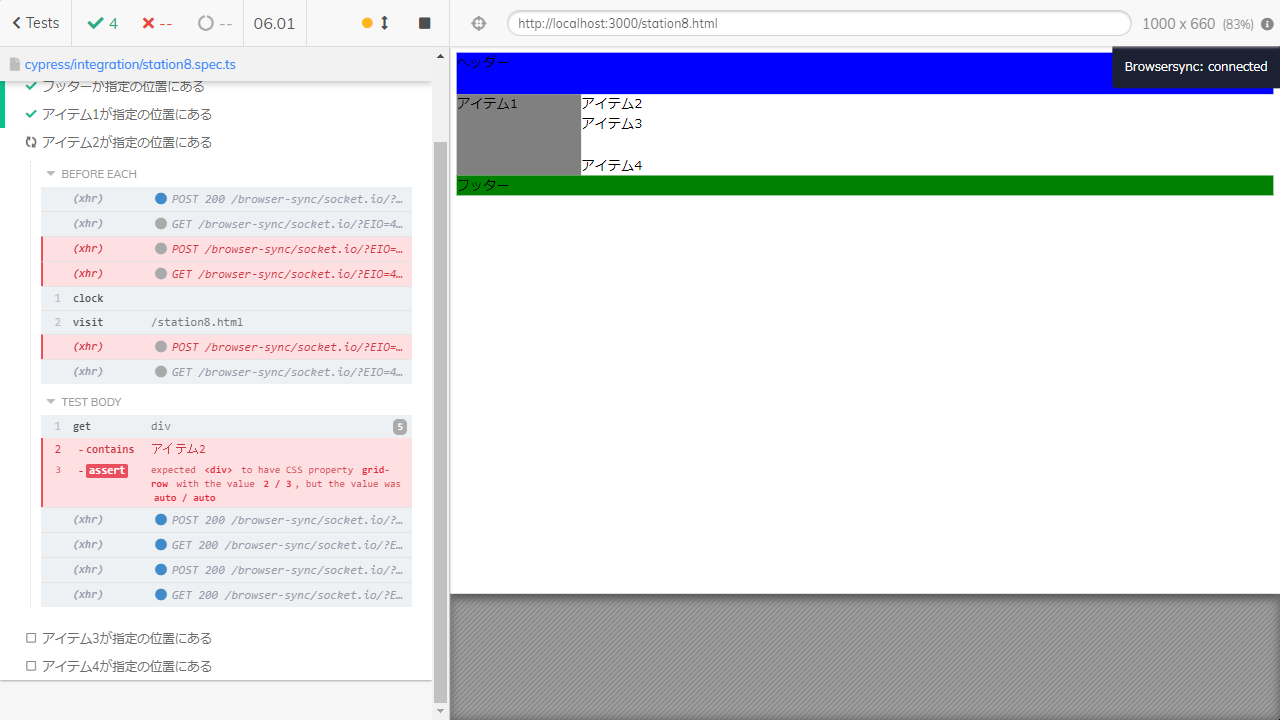 Tests
4
--
--
06.01
http://localhost:3000/station8.html
1000 x 660 (83%)
cypress/integration/station8.spec.ts
フッターが指定の位置にある
アイテム1が指定の位置にある
アイテム2が指定の位置にある
BEFORE EACH
(xhr) POST 200 /browser-sync/socket.io/?…
(xhr) GET /browser-sync/socket.io/?EIO=4…
(xhr) POST /browser-sync/socket.io/?EIO=…
(xhr) GET /browser-sync/socket.io/?EIO=4…
1 clock
2 visit /station8.html
(xhr) POST /browser-sync/socket.io/?EIO=…
(xhr) GET /browser-sync/socket.io/?EIO=4…
TEST BODY
1 get div 5
2 -contains アイテム2
3 -assert expected <div> to have CSS property grid-
row with the value 2 / 3, but the value was
auto / auto
(xhr) POST 200 /browser-sync/socket.io/?…
(xhr) GET 200 /browser-sync/socket.io/?E…
(xhr) POST 200 /browser-sync/socket.io/?…
(xhr) GET 200 /browser-sync/socket.io/?E…
アイテム3が指定の位置にある
アイテム4が指定の位置にある
ヘッダー
Browsersync: connected
アイテム1
アイテム2
アイテム3
アイテム4
フッター